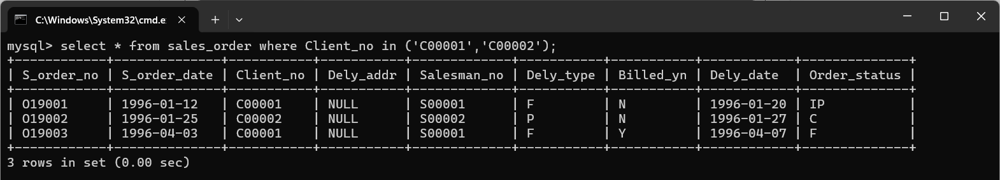 C:\Windows\System32\cmd.e:
mysql> select * from sales_order where Client_no in ('C00001','C00002');
+------------+--------------+-----------+-----------+-------------+-----------+-----------+------------+--------------+
| S_order_no | S_order_date | Client_no | Dely_addr | Salesman_no | Dely_type | Billed_yn | Dely_date  | Order_status |
+------------+--------------+-----------+-----------+-------------+-----------+-----------+------------+--------------+
| O19001     | 1996-01-12   | C00001    | NULL      | S00001      | F         | N         | 1996-01-20 | IP           |
| O19002     | 1996-01-25   | C00002    | NULL      | S00002      | P         | N         | 1996-01-27 | C            |
| O19003     | 1996-04-03   | C00001    | NULL      | S00001      | F         | Y         | 1996-04-07 | F            |
+------------+--------------+-----------+-----------+-------------+-----------+-----------+------------+--------------+
3 rows in set (0.00 sec)